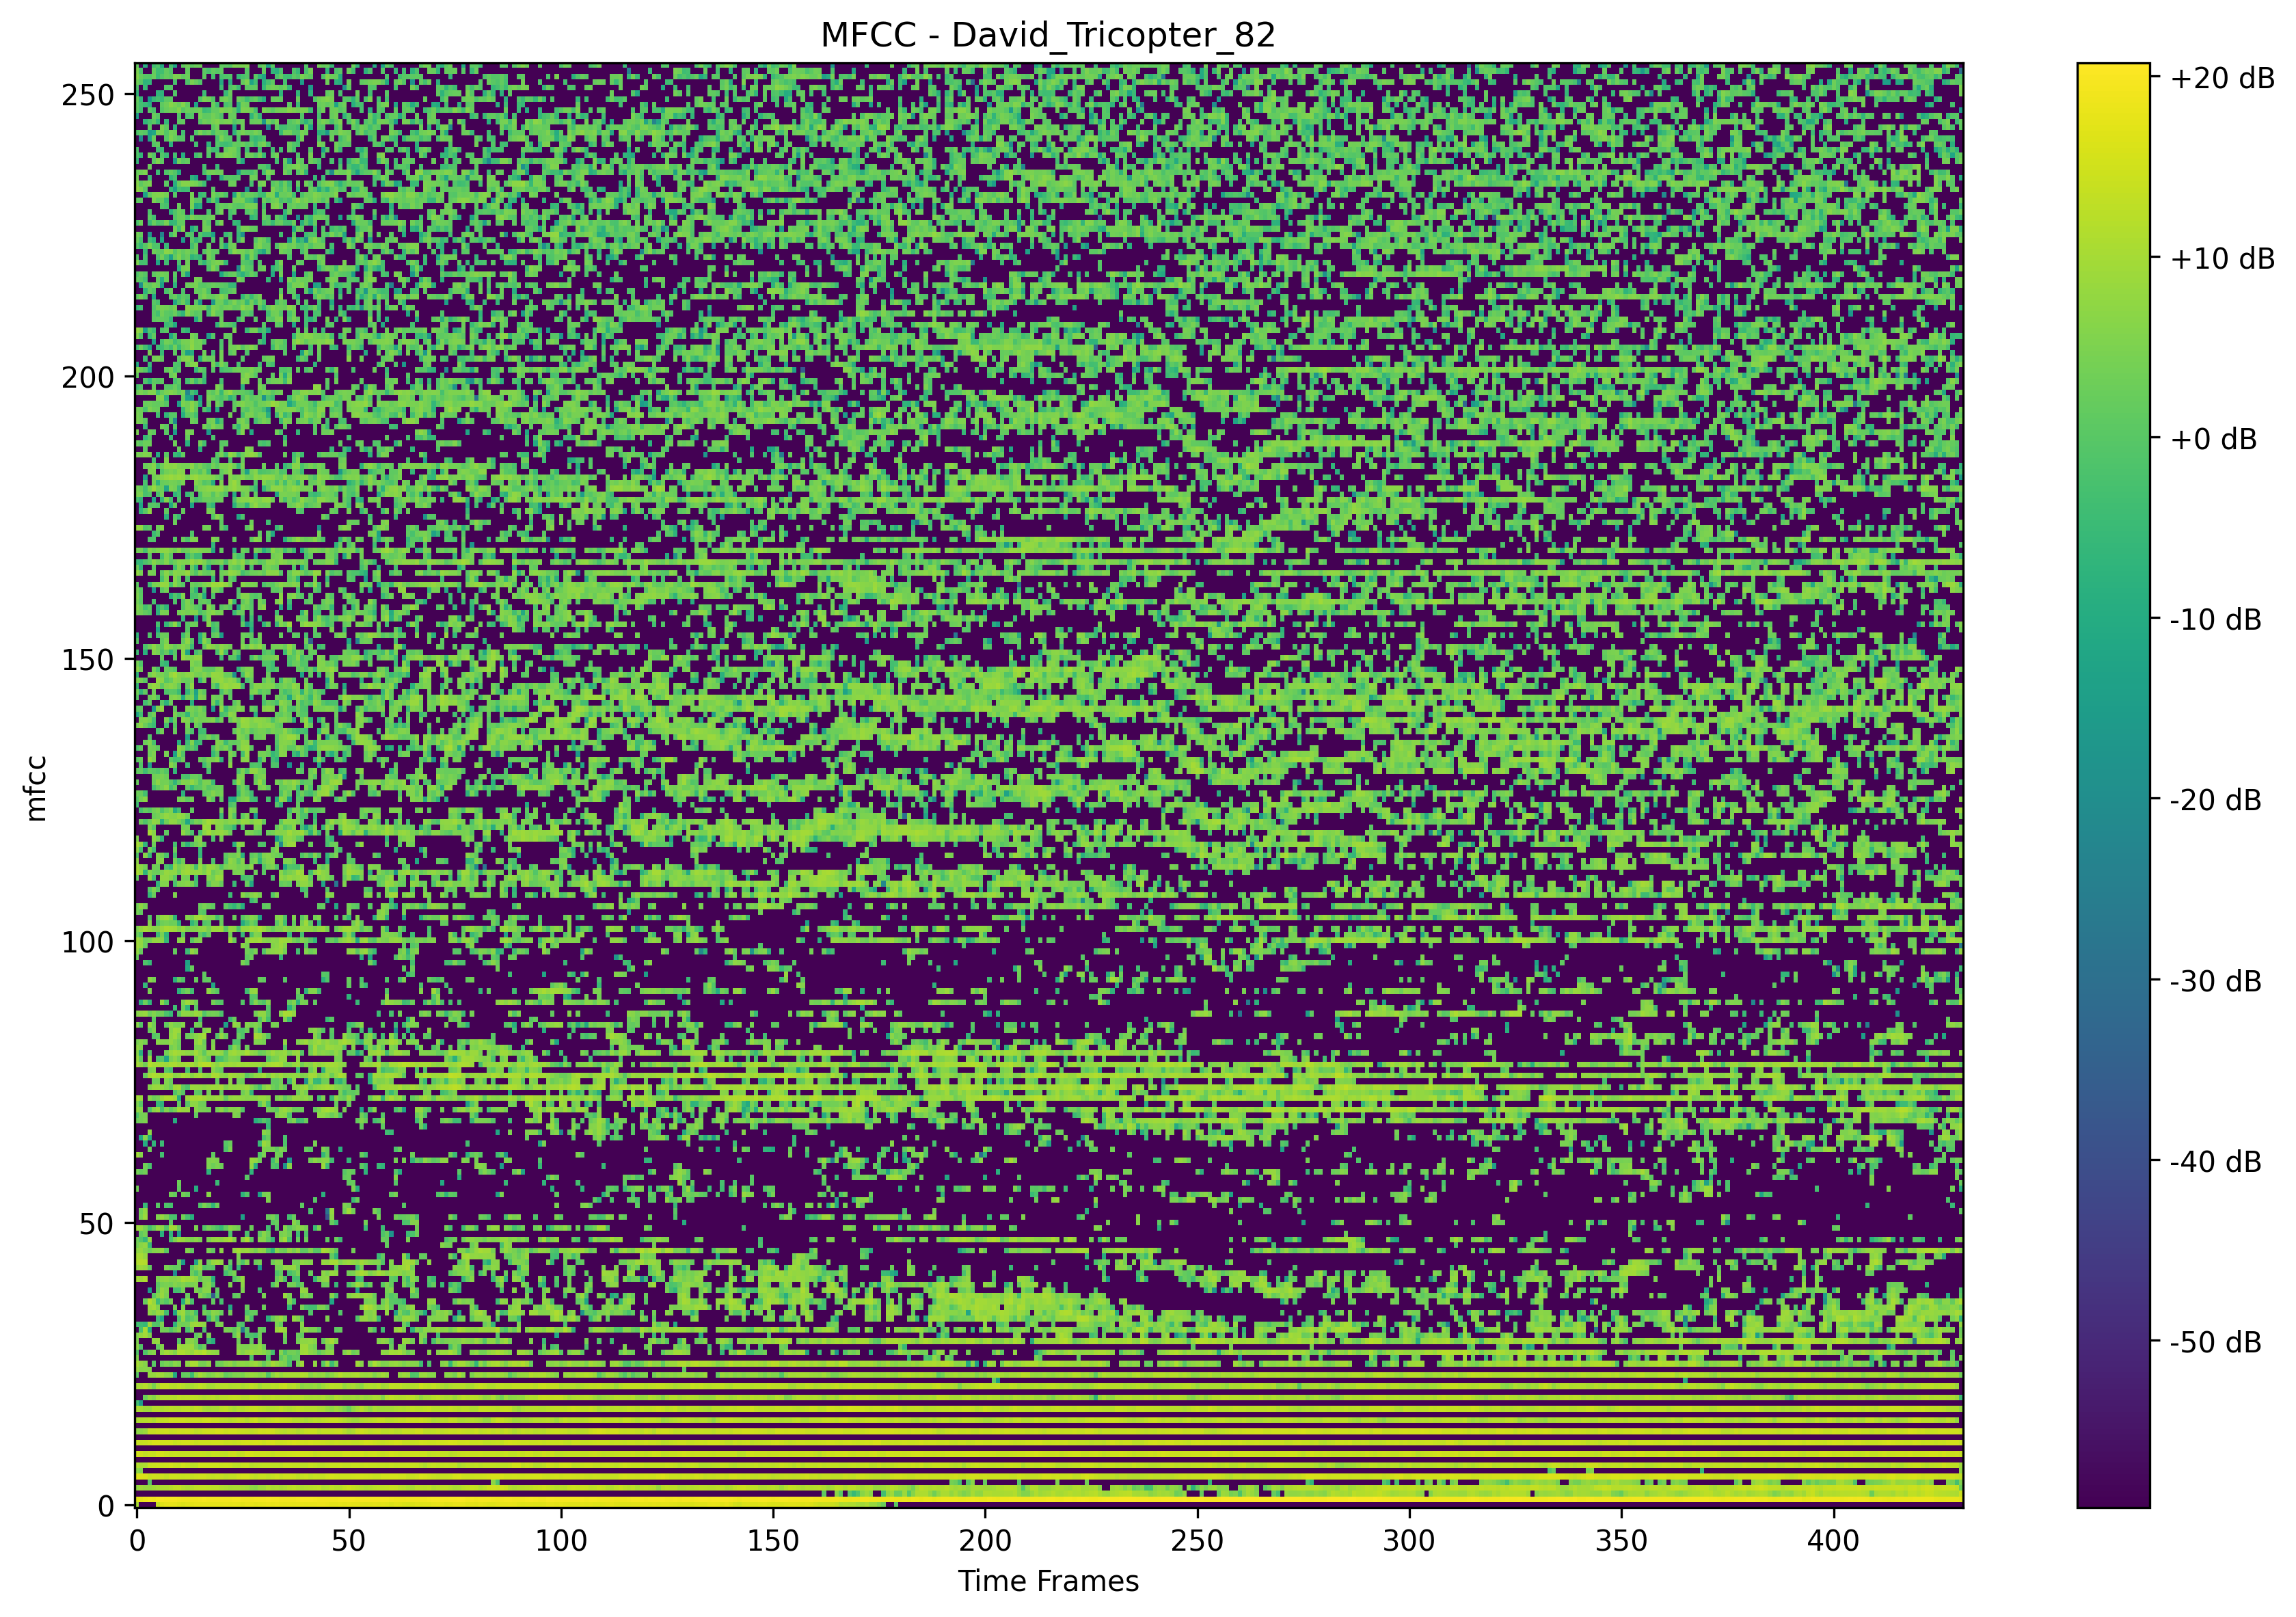 MFCC - David_Tricopter_82
250
200
150
100
50
0
mfcc
0 50 100 150 200 250 300 350 400
Time Frames
+20 dB
+10 dB
+0 dB
-10 dB
-20 dB
-30 dB
-40 dB
-50 dB